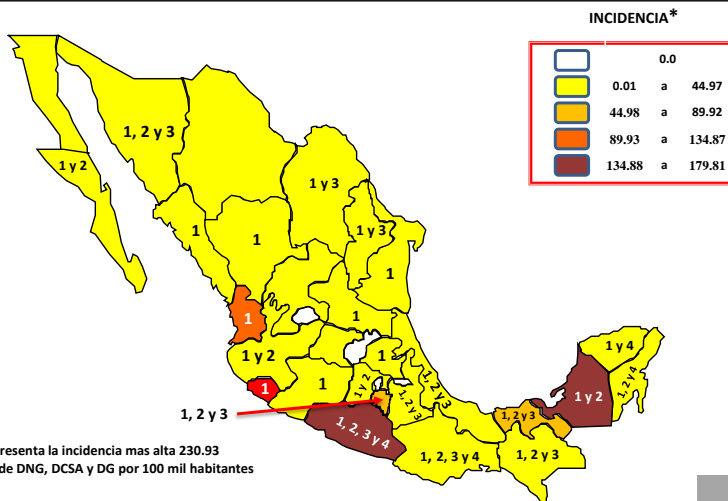 INCIDENCIA*
0.0
0.01 a 44.97
44.98 a 89.92
89.93 a 134.87
134.88 a 179.81
1, 2 y 3
1 y 2
1 y 3
1
1
1 y 3
1
1
1
1 y 2
1
1
1
1 y 2
1, 2 y 3
1, 2 y 3
1, 2 y 3
1, 2, 3 y 4
1, 2, 3 y 4
1, 2 y 3
1, 2 y 3
1 y 2
1 y 4
1, 2 y 4
presenta la incidencia mas alta 230.93
de DNG, DCSA y DG por 100 mil habitantes